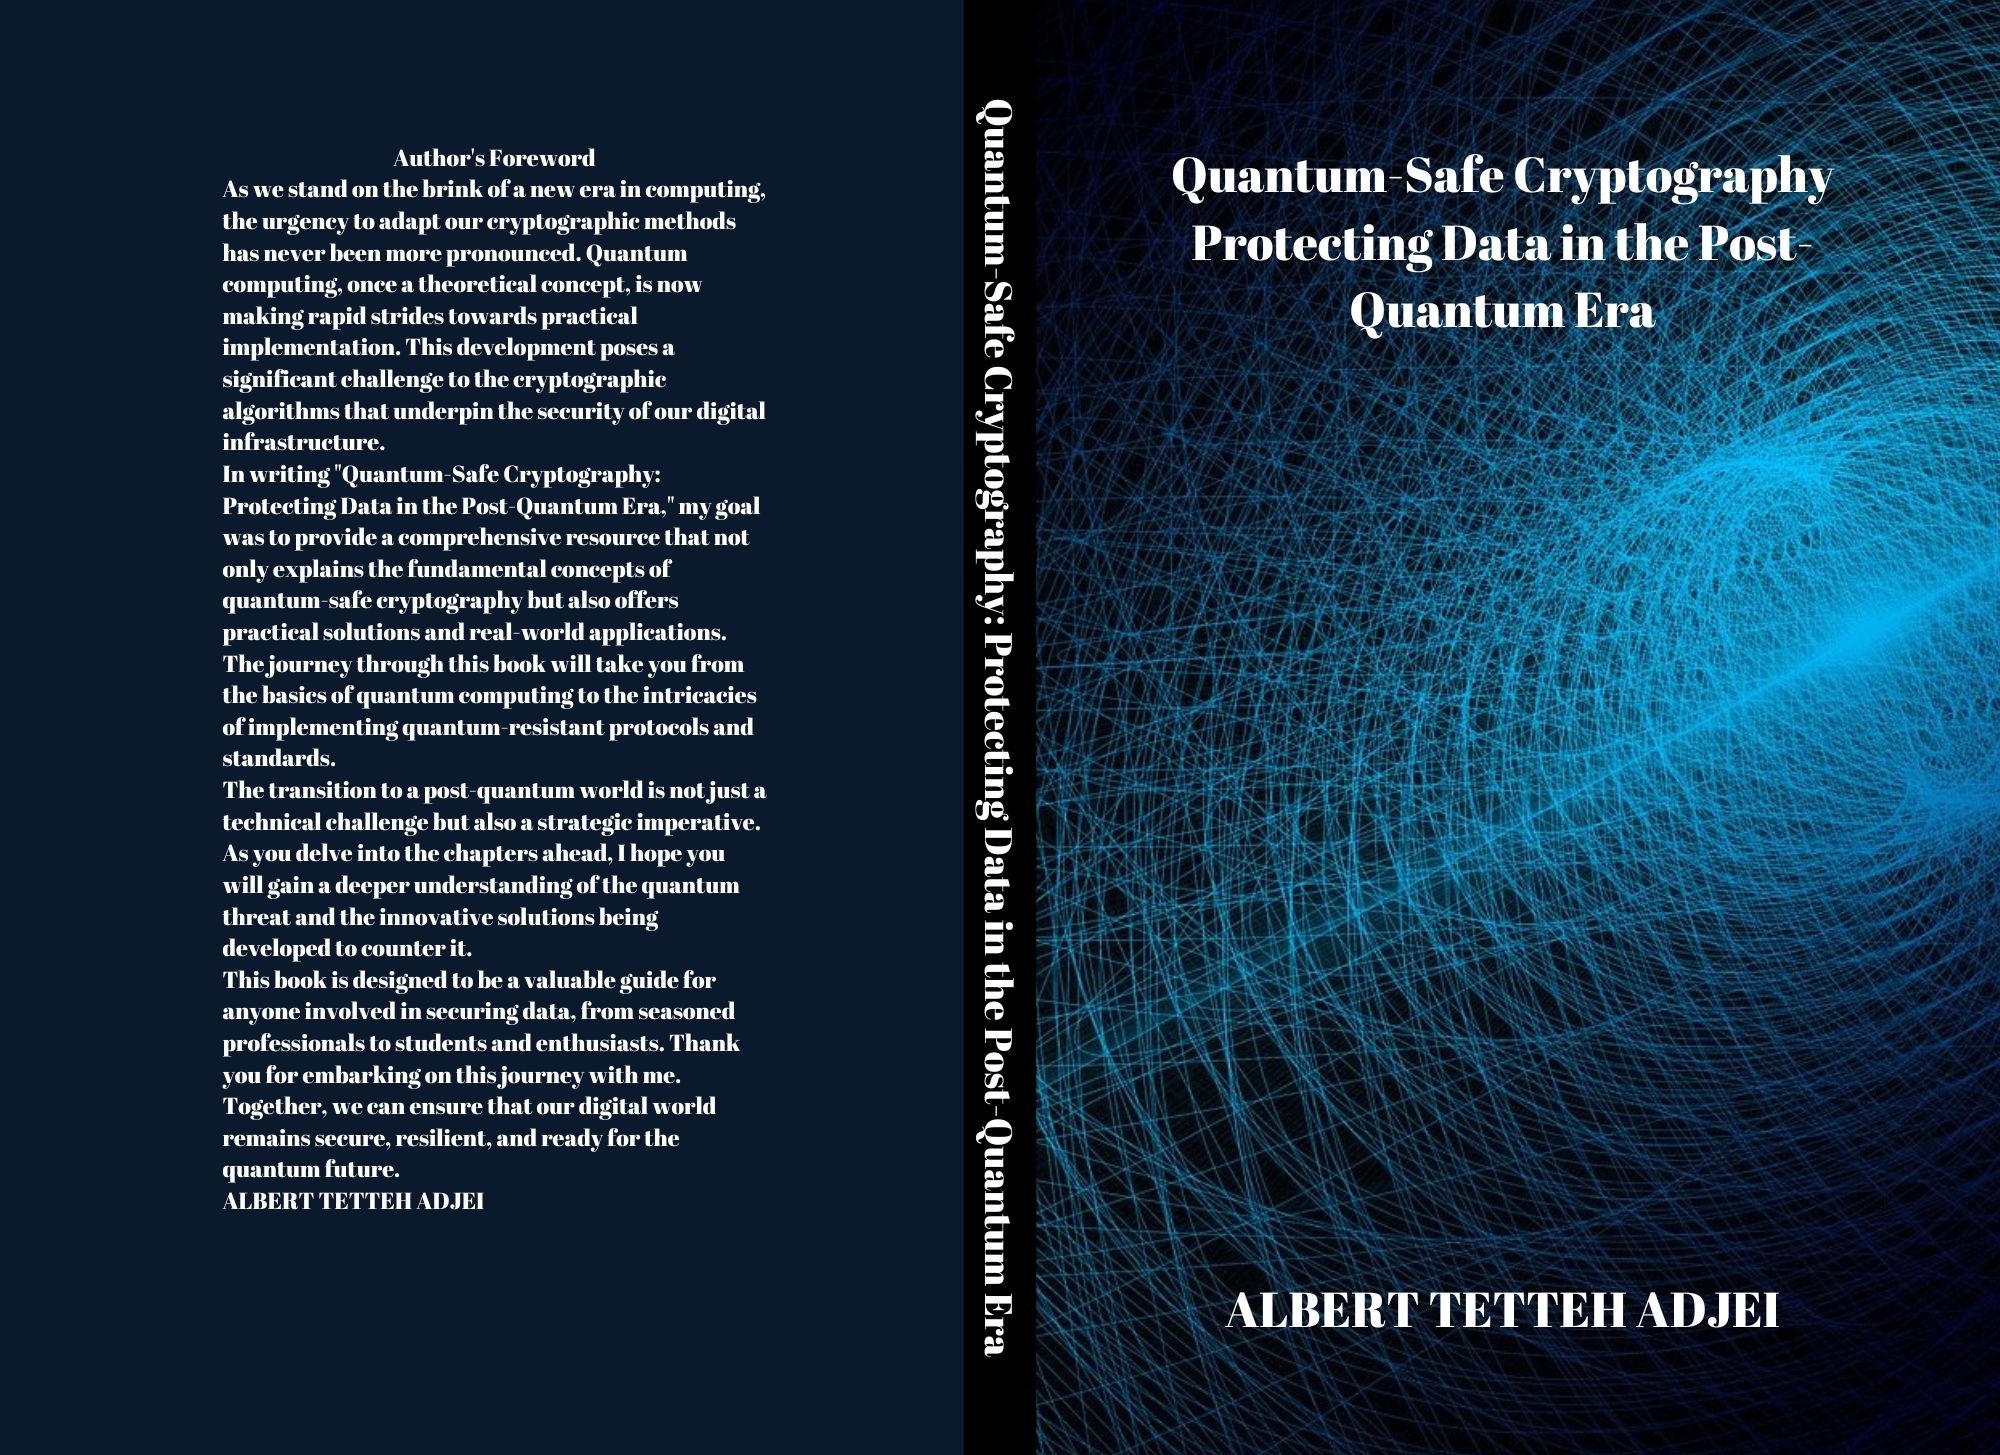 Author's Foreword
As we stand on the brink of a new era in computing,
the urgency to adapt our cryptographic methods
has never been more pronounced. Quantum
computing, once a theoretical concept, is now
making rapid strides towards practical
implementation. This development poses a
significant challenge to the cryptographic
algorithms that underpin the security of our digital
infrastructure.
In writing "Quantum-Safe Cryptography:
Protecting Data in the Post-Quantum Era," my goal
was to provide a comprehensive resource that not
only explains the fundamental concepts of
quantum-safe cryptography but also offers
practical solutions and real-world applications.
The journey through this book will take you from
the basics of quantum computing to the intricacies
of implementing quantum-resistant protocols and
standards.
The transition to a post-quantum world is not just a
technical challenge but also a strategic imperative.
As you delve into the chapters ahead, I hope you
will gain a deeper understanding of the quantum
threat and the innovative solutions being
developed to counter it.
This book is designed to be a valuable guide for
anyone involved in securing data, from seasoned
professionals to students and enthusiasts. Thank
you for embarking on this journey with me.
Together, we can ensure that our digital world
remains secure, resilient, and ready for the
quantum future.
ALBERT TETTEH ADJEI
Quantum-Safe Cryptography: Protecting Data in the Post-Quantum Era
Quantum-Safe Cryptography
Protecting Data in the Post-
Quantum Era
ALBERT TETTEH ADJEI